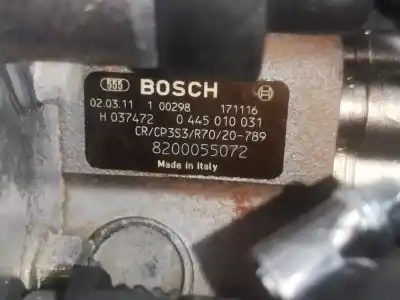 555 BOSCH
02.03.11 1 00298 171116
H 037472 0 445 010 031
CR/CP3S3/R70/20-789
8200055072
Made in Italy